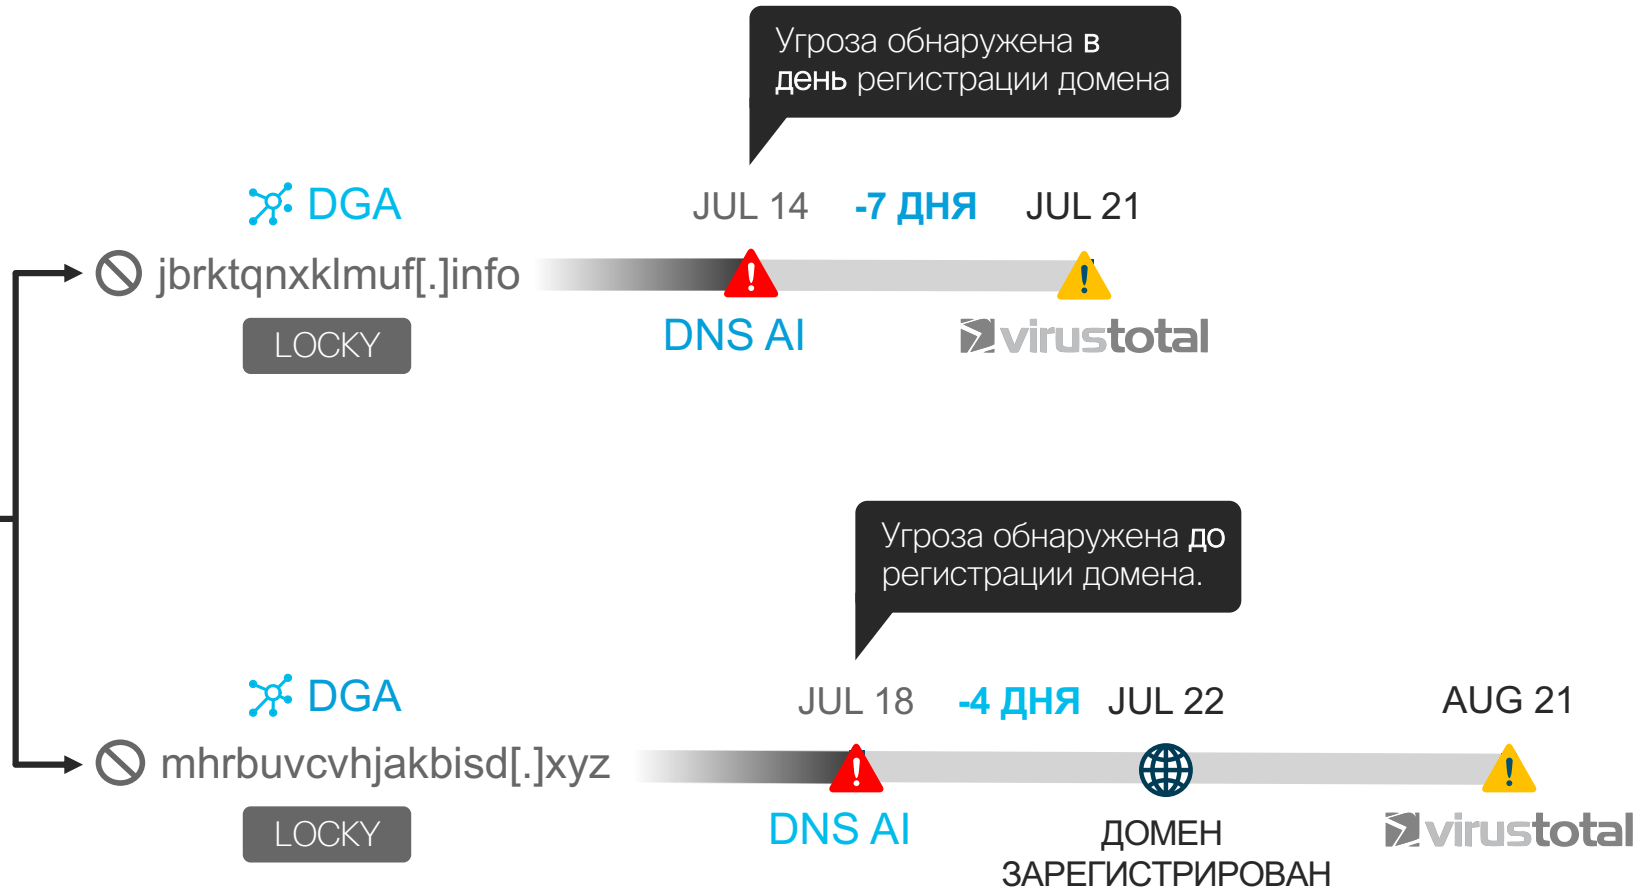 Угроза обнаружена в
день регистрации домена
DGA
JUL 14 -7 ДНЯ JUL 21
jbrktqnxklmuf[.]info
LOCKY
DNS AI
virustotal
Угроза обнаружена до
регистрации домена.
DGA
JUL 18 -4 ДНЯ JUL 22 AUG 21
mhrbuvcvhjakbisd[.]xyz
LOCKY
DNS AI
ДОМЕН
ЗАРЕГИСТРИРОВАН
virustotal